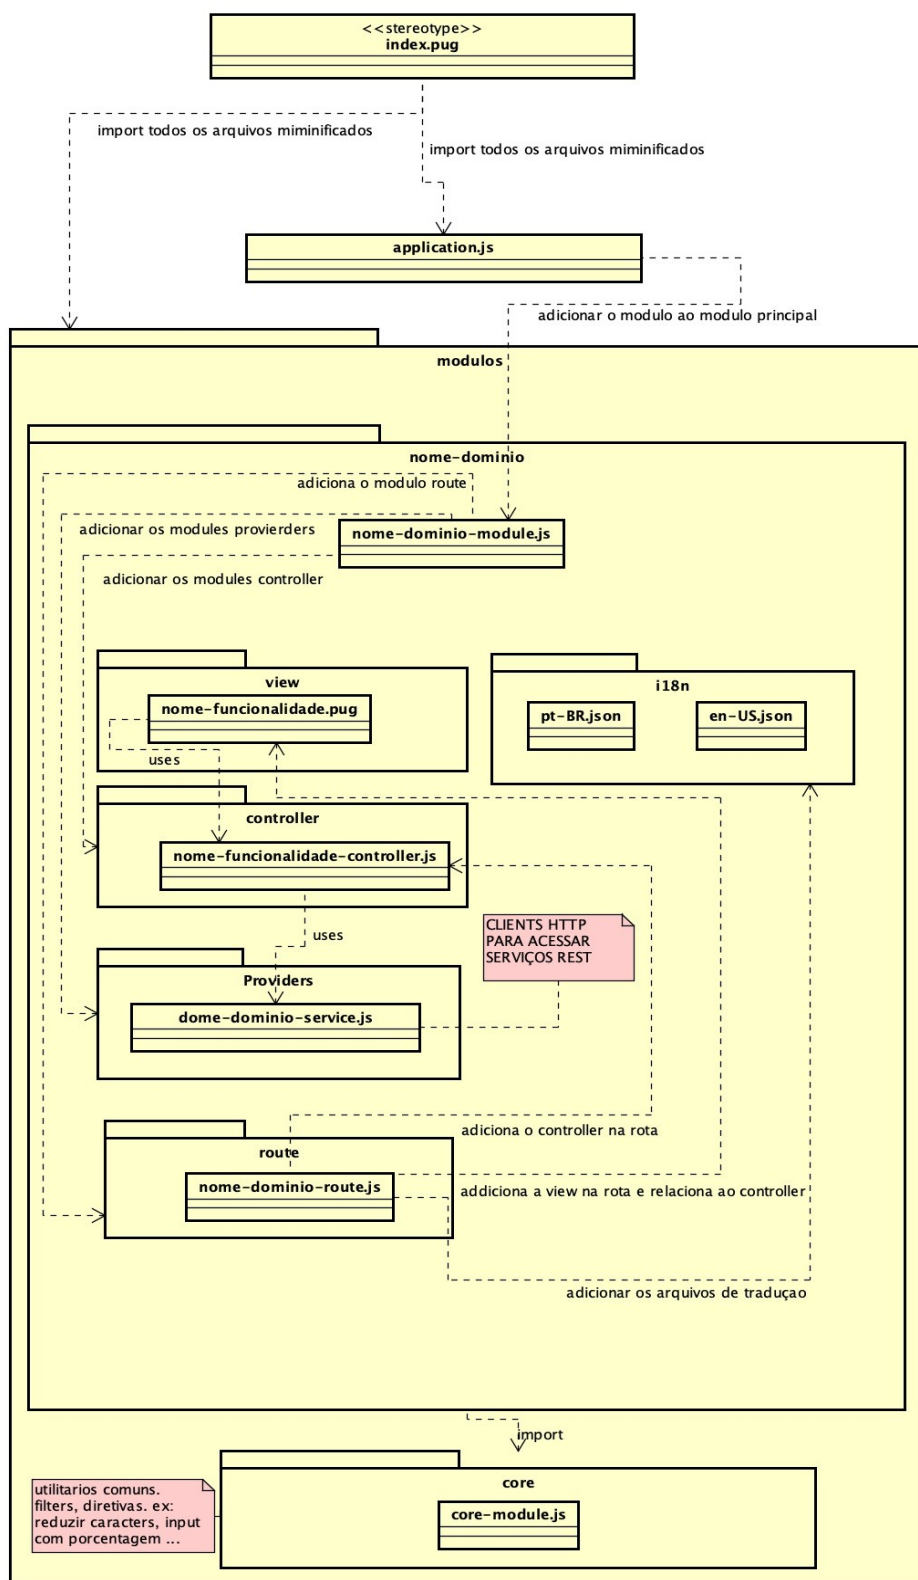 <<stereotype>>
index.pug
import todos os arquivos miminificados
import todos os arquivos miminificados
application.js
adicionar o modulo ao modulo principal
modulos
nome-dominio
adiciona o modulo route
adicionar os modules provierders
nome-dominio-module.js
adicionar os modules controller
view
nome-funcionalidade.pug
uses
i18n
pt-BR.json
en-US.json
controller
nome-funcionalidade-controller.js
uses
CLIENTS HTTP
PARA ACESSAR
SERVIÇOS REST
Providers
dome-dominio-service.js
adiciona o controller na rota
route
nome-dominio-route.js
addiciona a view na rota e relaciona ao controller
adicionar os arquivos de traduçao
import
core
core-module.js
utilitarios comuns.
filters, diretivas. ex:
reduzir caracters, input
com porcentagem ...